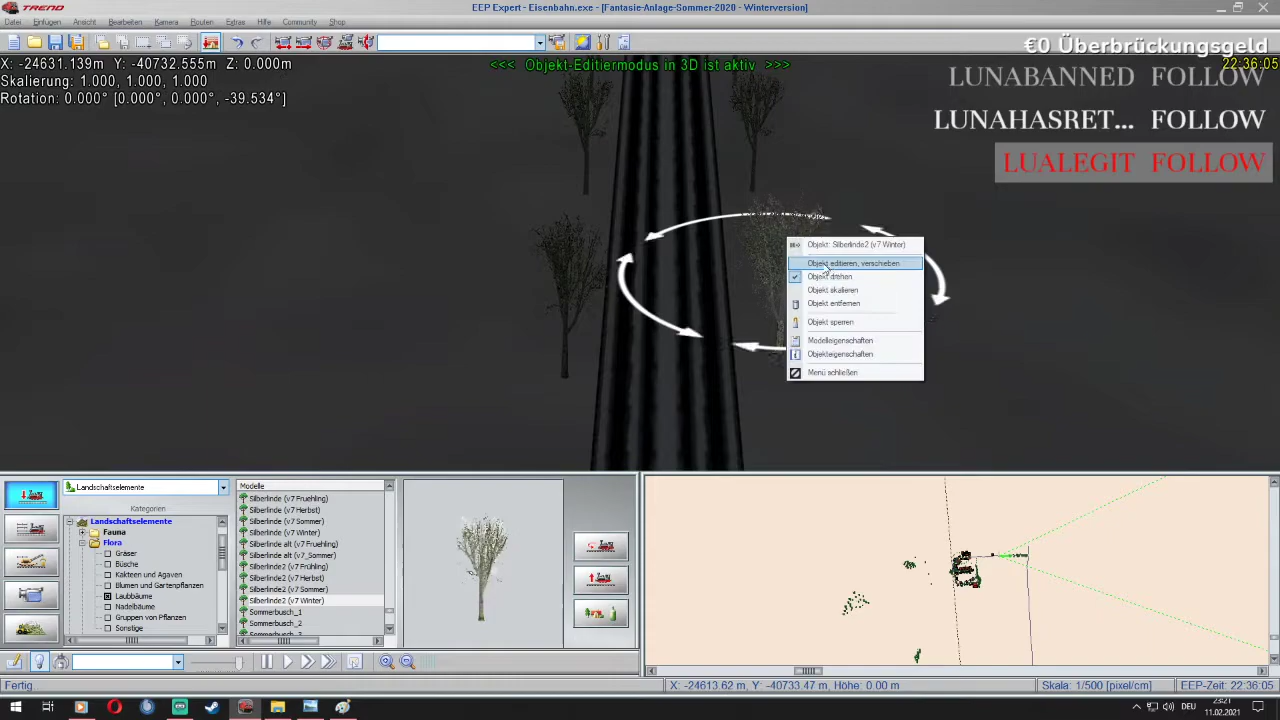 TREND
EEP Expert - Eisenbahn.exe - [Fantasie-Anlage-Sommer-2020 - Winterversion]
Datei Einfügen Ansicht Bearbeiten Kamera Routen Extras Hilfe Community Shop
X: -24631.139m Y: -40732.555m Z: 0.000m
Skalierung: 1.000, 1.000, 1.000
Rotation: 0.000° [0.000°, 0.000°, -39.534°]
<<< Objekt-Editiermodus in 3D ist aktiv >>>
€0 Überbrückungsgeld
22:36:05
LUNABANNED FOLLOW
LUNAHASRET... FOLLOW
LUALEGIT FOLLOW
Objekt: Silberlinde2 (v7 Winter)
Objekt editieren, verschieben
Objekt drehen
Objekt skalieren
Objekt entfernen
Objekt sperren
Modelleigenschaften
Objekteigenschaften
Menü schließen
Landschaftselemente
Kategorien
Landschaftselemente
Fauna
Flora
Gräser
Büsche
Kakteen und Agaven
Blumen und Gartenpflanzen
Laubbäume
Nadelbäume
Gruppen von Pflanzen
Sonstige
Modelle
Silberlinde (v7 Fruehling)
Silberlinde (v7 Herbst)
Silberlinde (v7 Sommer)
Silberlinde (v7 Winter)
Silberlinde alt (v7 Fruehling)
Silberlinde alt (v7_Sommer)
Silberlinde2 (v7 Frühling)
Silberlinde2 (v7 Herbst)
Silberlinde2 (v7 Sommer)
Silberlinde2 (v7 Winter)
Sommerbusch_1
Sommerbusch_2
Sommerbusch_3
Fertig
X: -24613.62 m, Y: -40733.47 m, Höhe: 0.00 m
Skala: 1/500 [pixel/cm]
EEP-Zeit: 22:36:05
DEU
23:21
11.02.2021